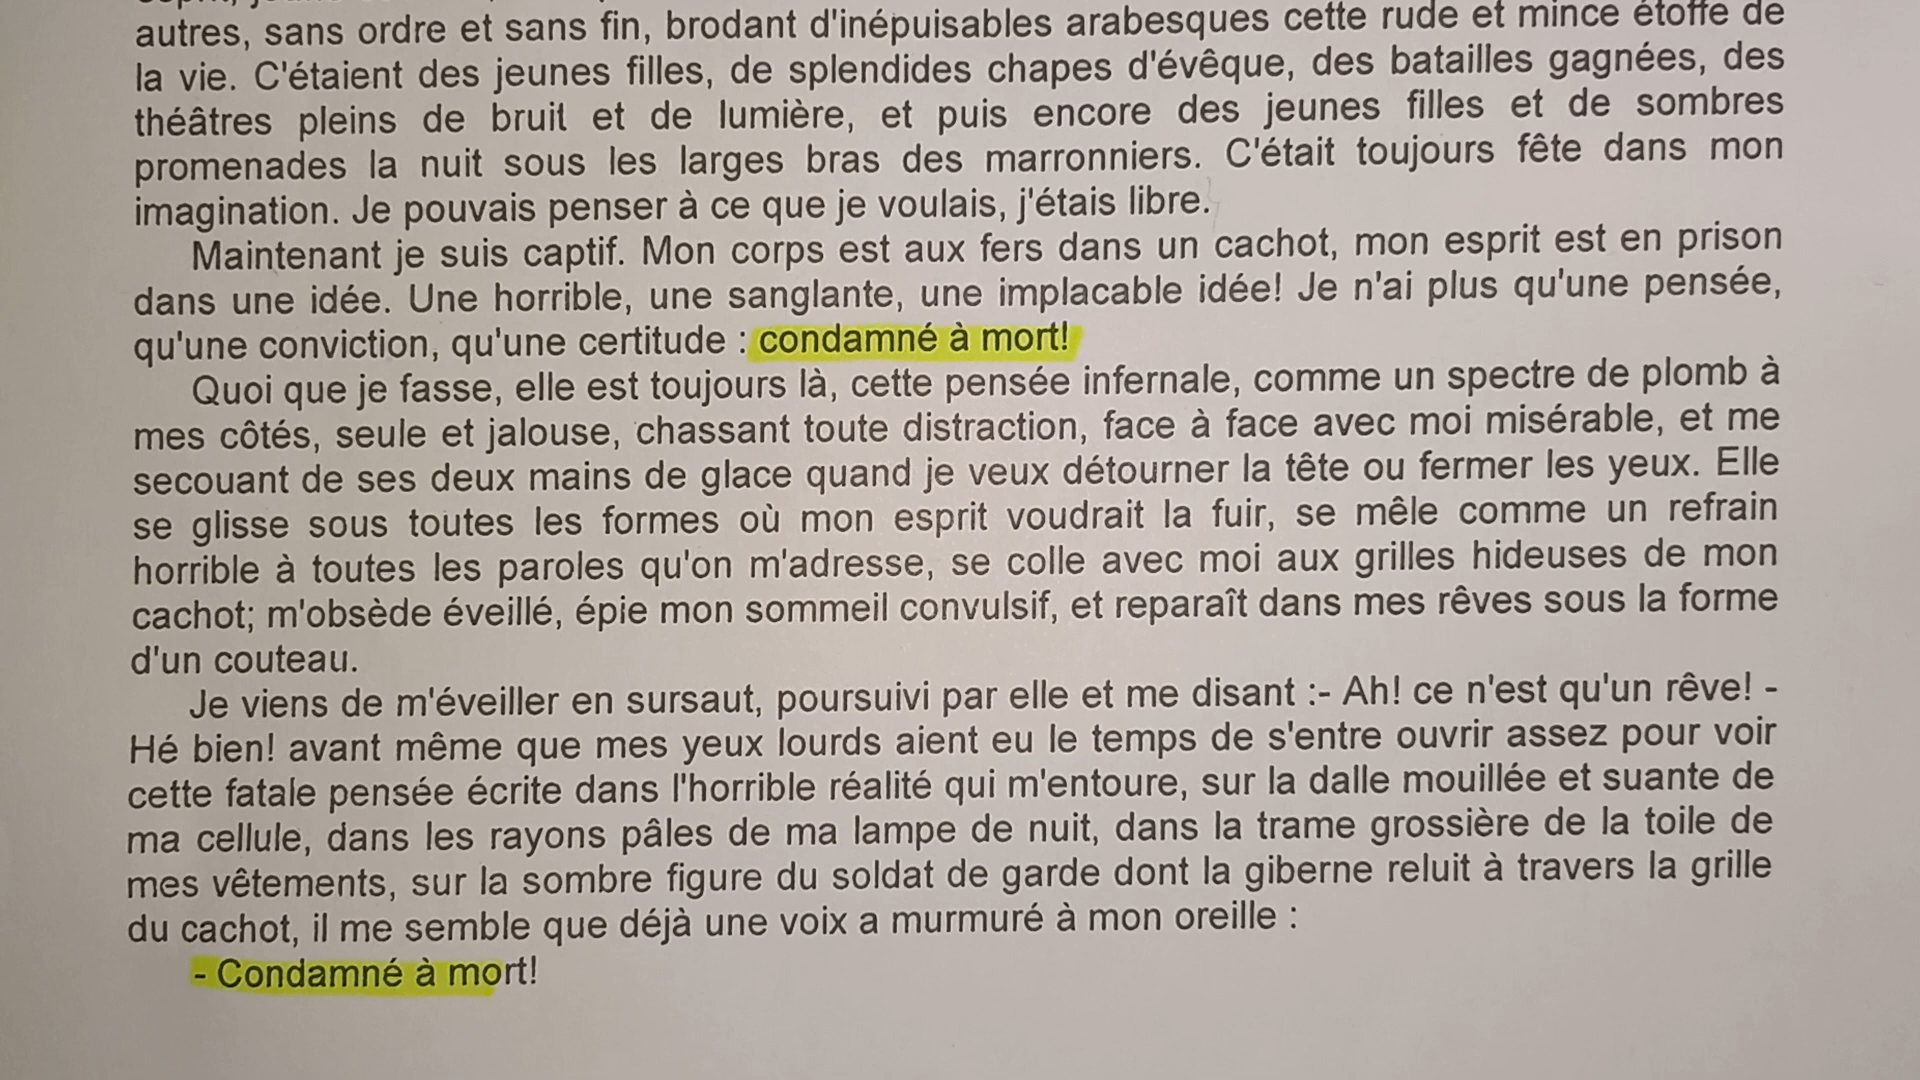 autres, sans ordre et sans fin, brodant d'inépuisables arabesques cette rude et mince étoffe de
la vie. C'étaient des jeunes filles, de splendides chapes d'évêque, des batailles gagnées, des
théâtres pleins de bruit et de lumière, et puis encore des jeunes filles et de sombres
promenades la nuit sous les larges bras des marronniers. C'était toujours fête dans mon
imagination. Je pouvais penser à ce que je voulais, j'étais libre.
Maintenant je suis captif. Mon corps est aux fers dans un cachot, mon esprit est en prison
dans une idée. Une horrible, une sanglante, une implacable idée! Je n'ai plus qu'une pensée,
qu'une conviction, qu'une certitude : condamné à mort!
Quoi que je fasse, elle est toujours là, cette pensée infernale, comme un spectre de plomb à
mes côtés, seule et jalouse, chassant toute distraction, face à face avec moi misérable, et me
secouant de ses deux mains de glace quand je veux détourner la tête ou fermer les yeux. Elle
se glisse sous toutes les formes où mon esprit voudrait la fuir, se mêle comme un refrain
horrible à toutes les paroles qu'on m'adresse, se colle avec moi aux grilles hideuses de mon
cachot; m'obsède éveillé, épie mon sommeil convulsif, et reparaît dans mes rêves sous la forme
d'un couteau.
Je viens de m'éveiller en sursaut, poursuivi par elle et me disant :- Ah! ce n'est qu'un rêve! -
Hé bien! avant même que mes yeux lourds aient eu le temps de s'entre ouvrir assez pour voir
cette fatale pensée écrite dans l'horrible réalité qui m'entoure, sur la dalle mouillée et suante de
ma cellule, dans les rayons pâles de ma lampe de nuit, dans la trame grossière de la toile de
mes vêtements, sur la sombre figure du soldat de garde dont la giberne reluit à travers la grille
du cachot, il me semble que déjà une voix a murmuré à mon oreille :
- Condamné à mort!